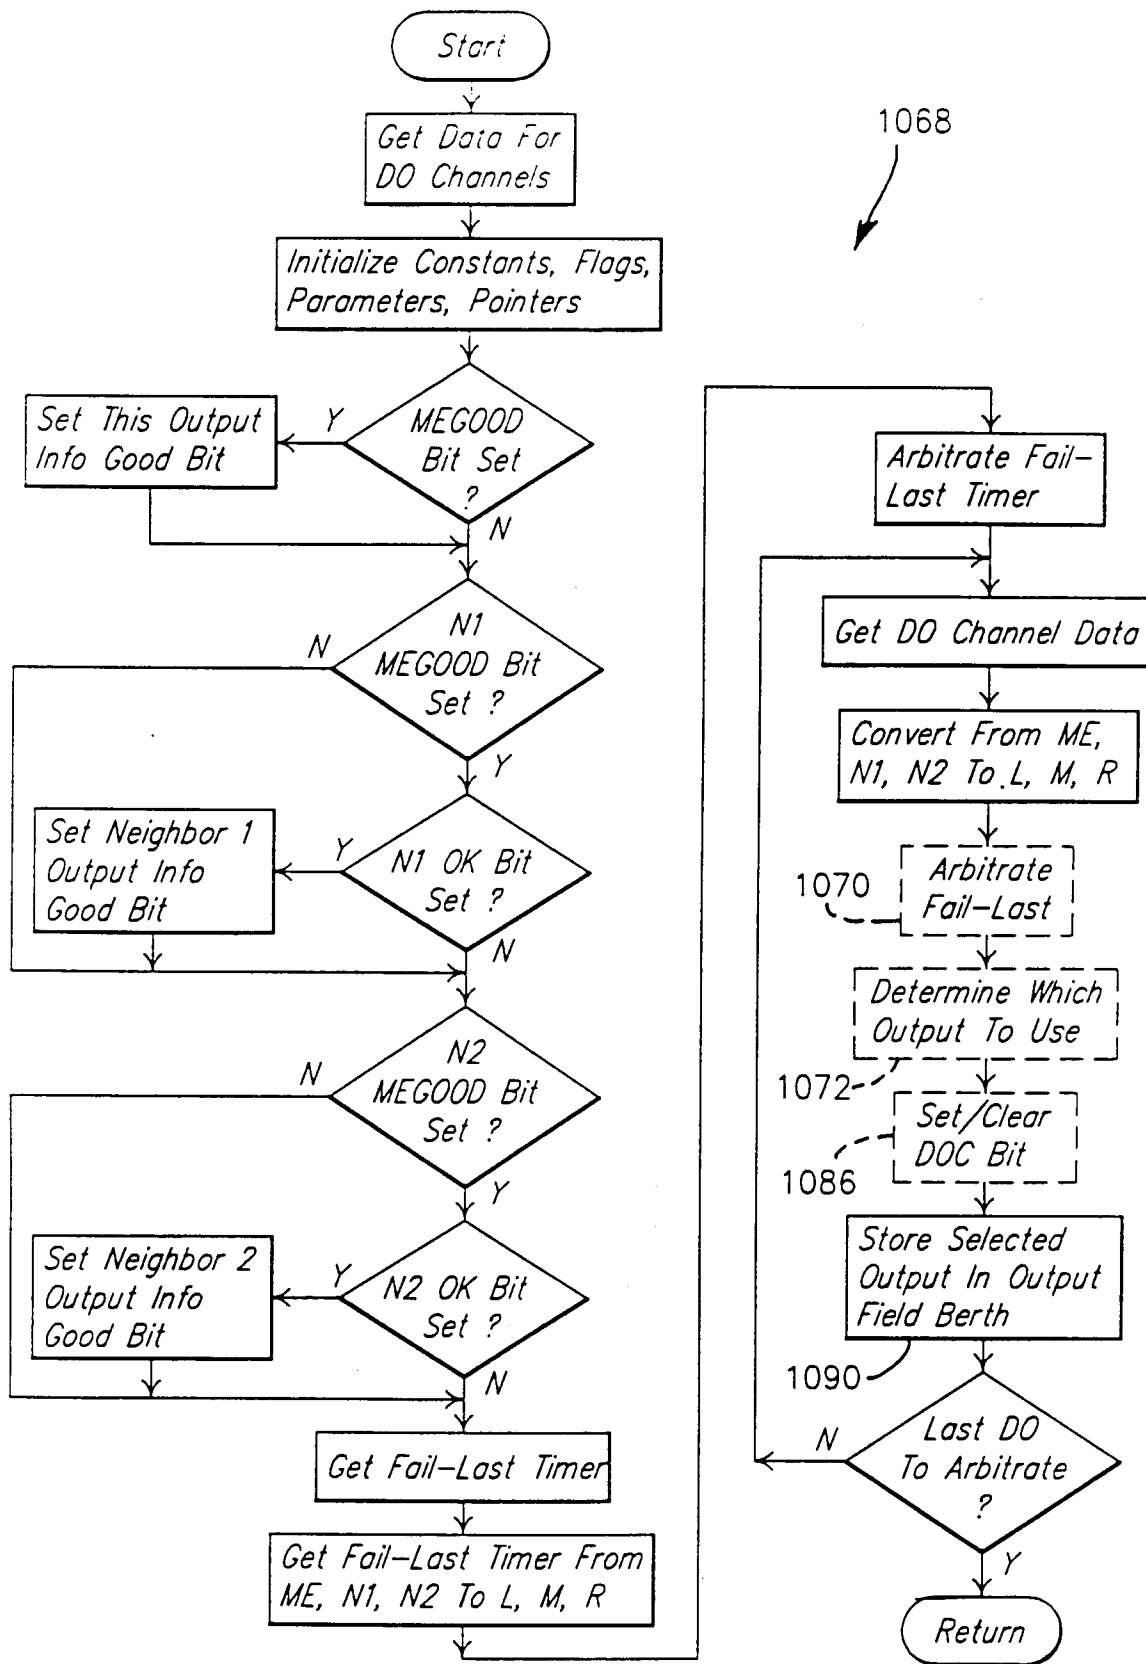 Start
Get Data For
DO Channels
Initialize Constants, Flags,
Parameters, Pointers
MEGOOD
Bit Set
?
Y
N
Set This Output
Info Good Bit
N1
MEGOOD Bit
Set ?
N
Y
N1 OK Bit
Set ?
Y
N
Set Neighbor 1
Output Info
Good Bit
N2
MEGOOD Bit
Set ?
N
Y
N2 OK Bit
Set ?
Y
N
Set Neighbor 2
Output Info
Good Bit
Get Fail-Last Timer
Get Fail-Last Timer From
ME, N1, N2 To L, M, R
1068
Arbitrate Fail-
Last Timer
Get DO Channel Data
Convert From ME,
N1, N2 To L, M, R
Arbitrate
Fail-Last
1070
Determine Which
Output To Use
1072
Set/Clear
DOC Bit
1086
Store Selected
Output In Output
Field Berth
1090
Last DO
To Arbitrate
?
N
Y
Return